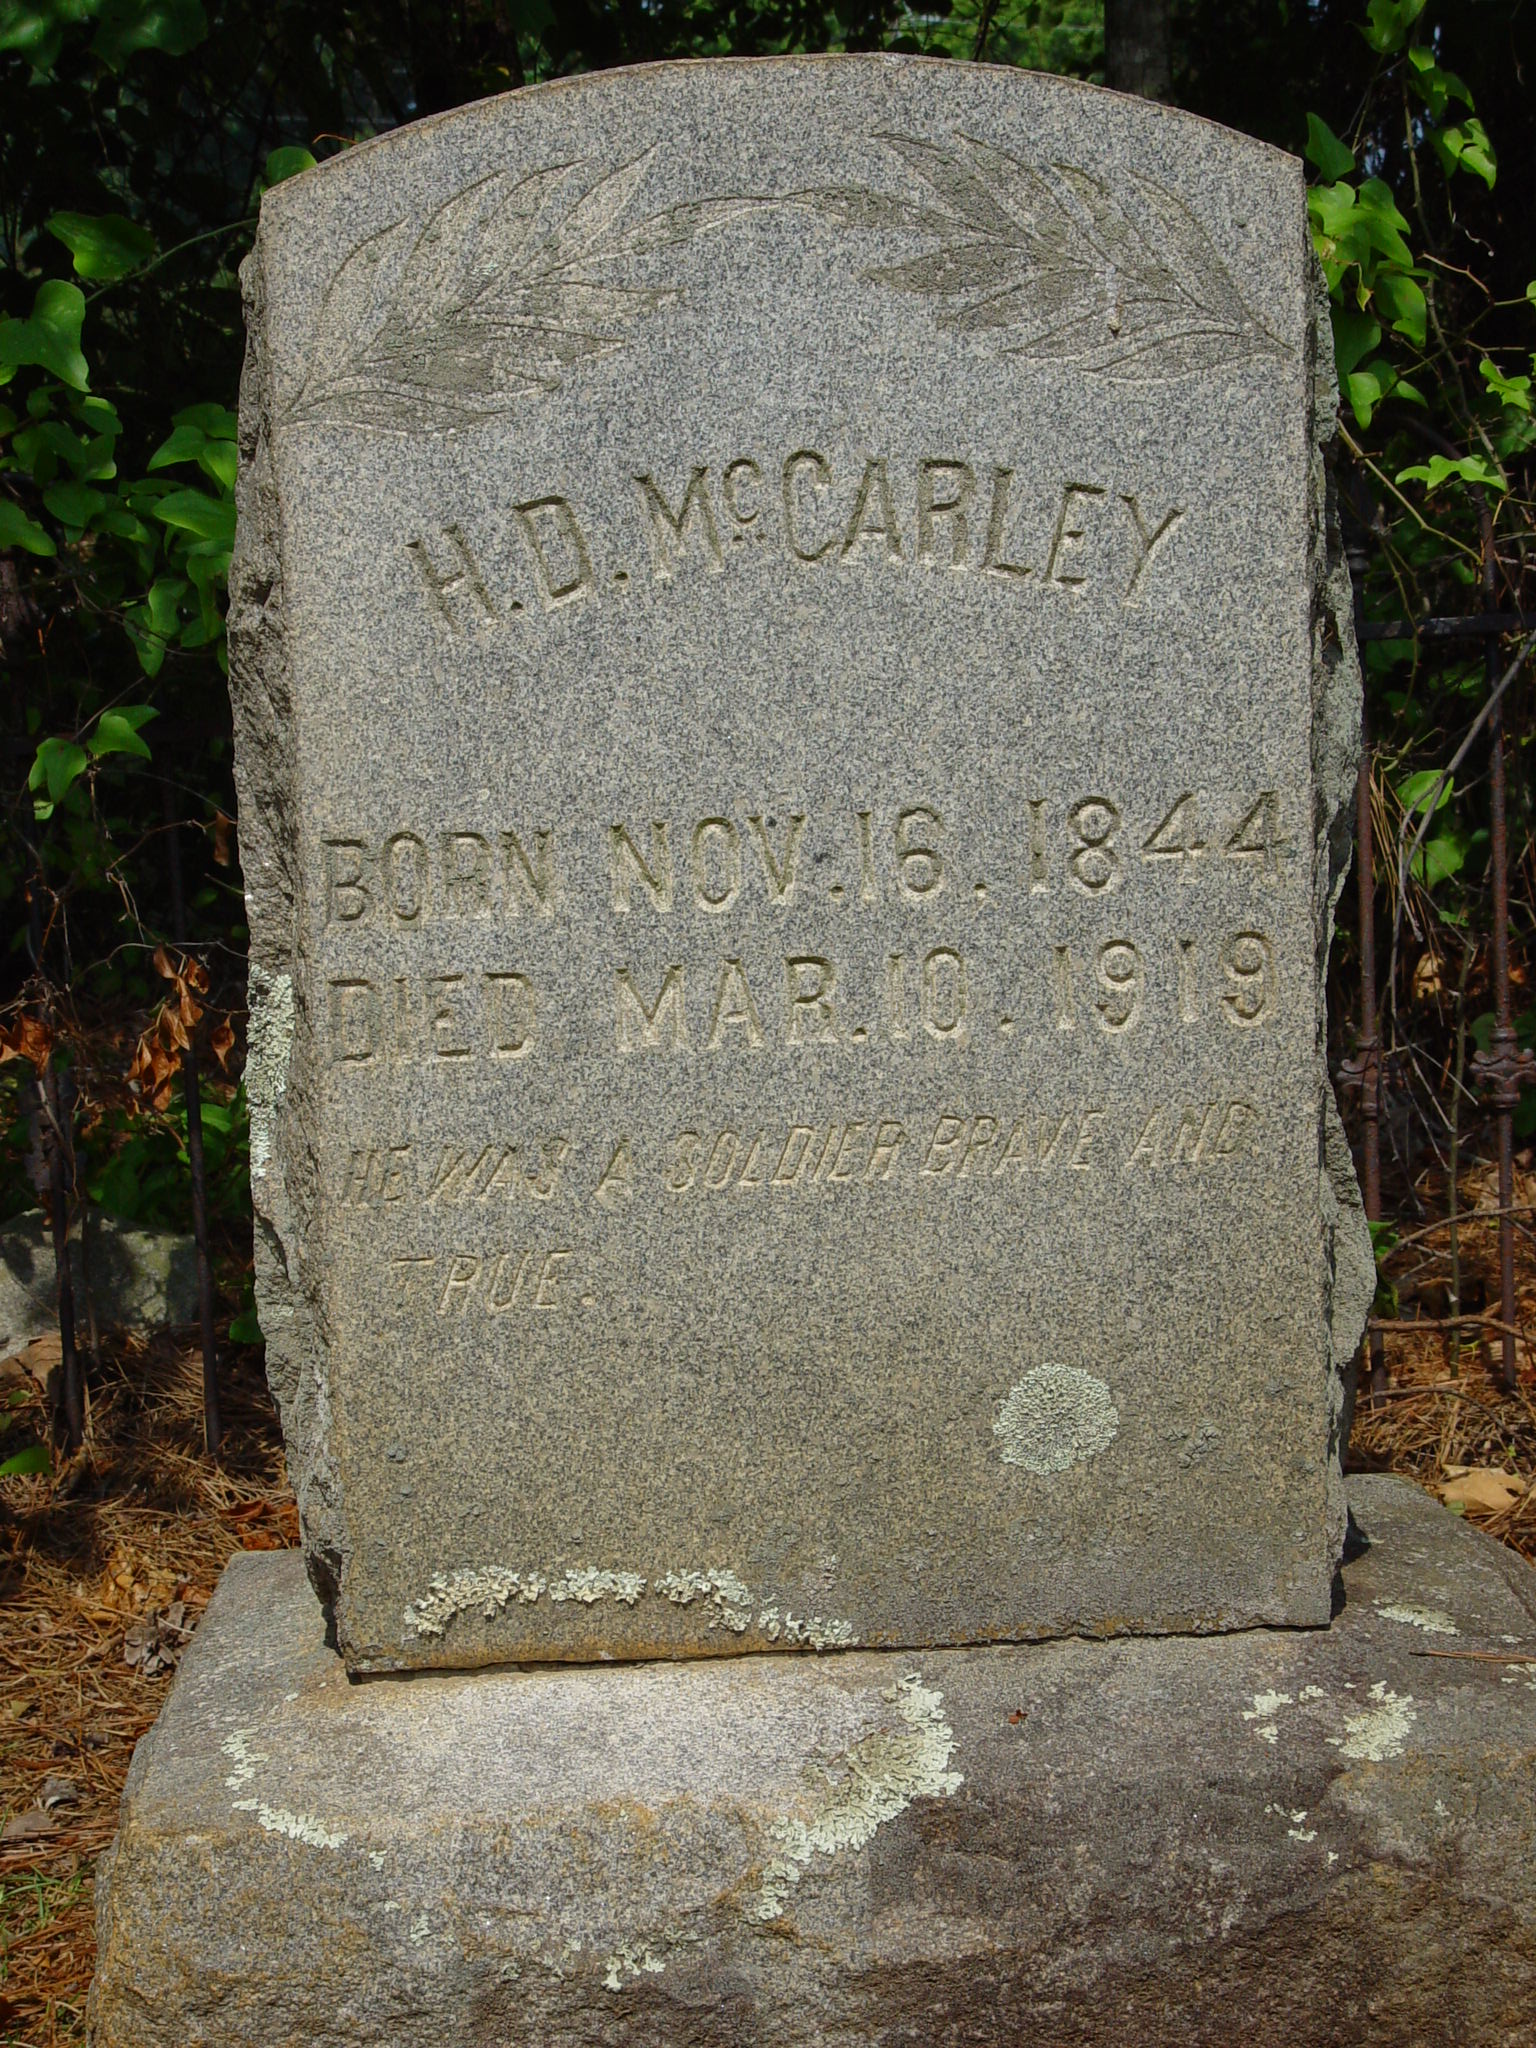 H. D. McCARLEY
BORN NOV. 16. 1844
DIED MAR. 10. 1919
HE WAS A SOLDIER BRAVE AND
TRUE.